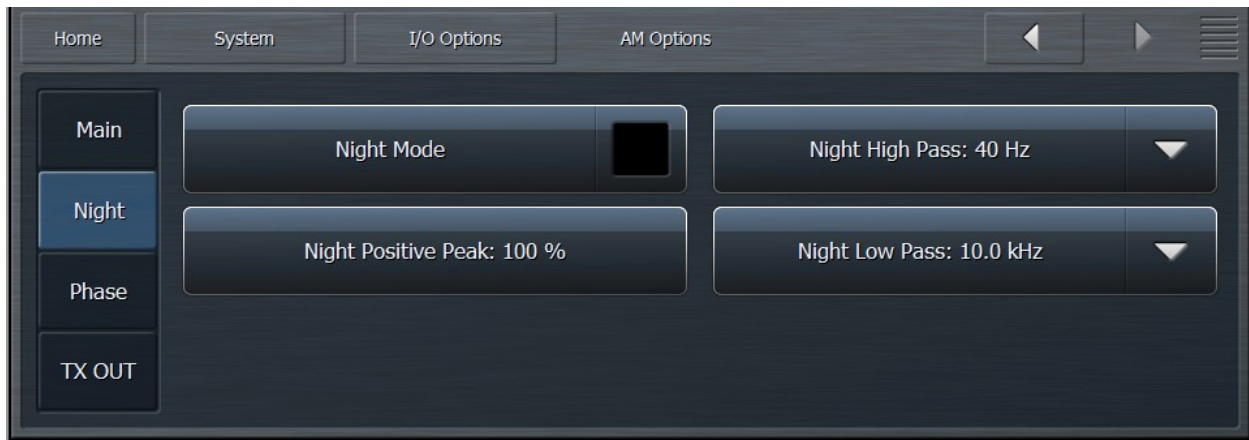 Home
System
I/O Options
AM Options
Main
Night
Phase
TX OUT
Night Mode
Night High Pass: 40 Hz
Night Positive Peak: 100 %
Night Low Pass: 10.0 kHz